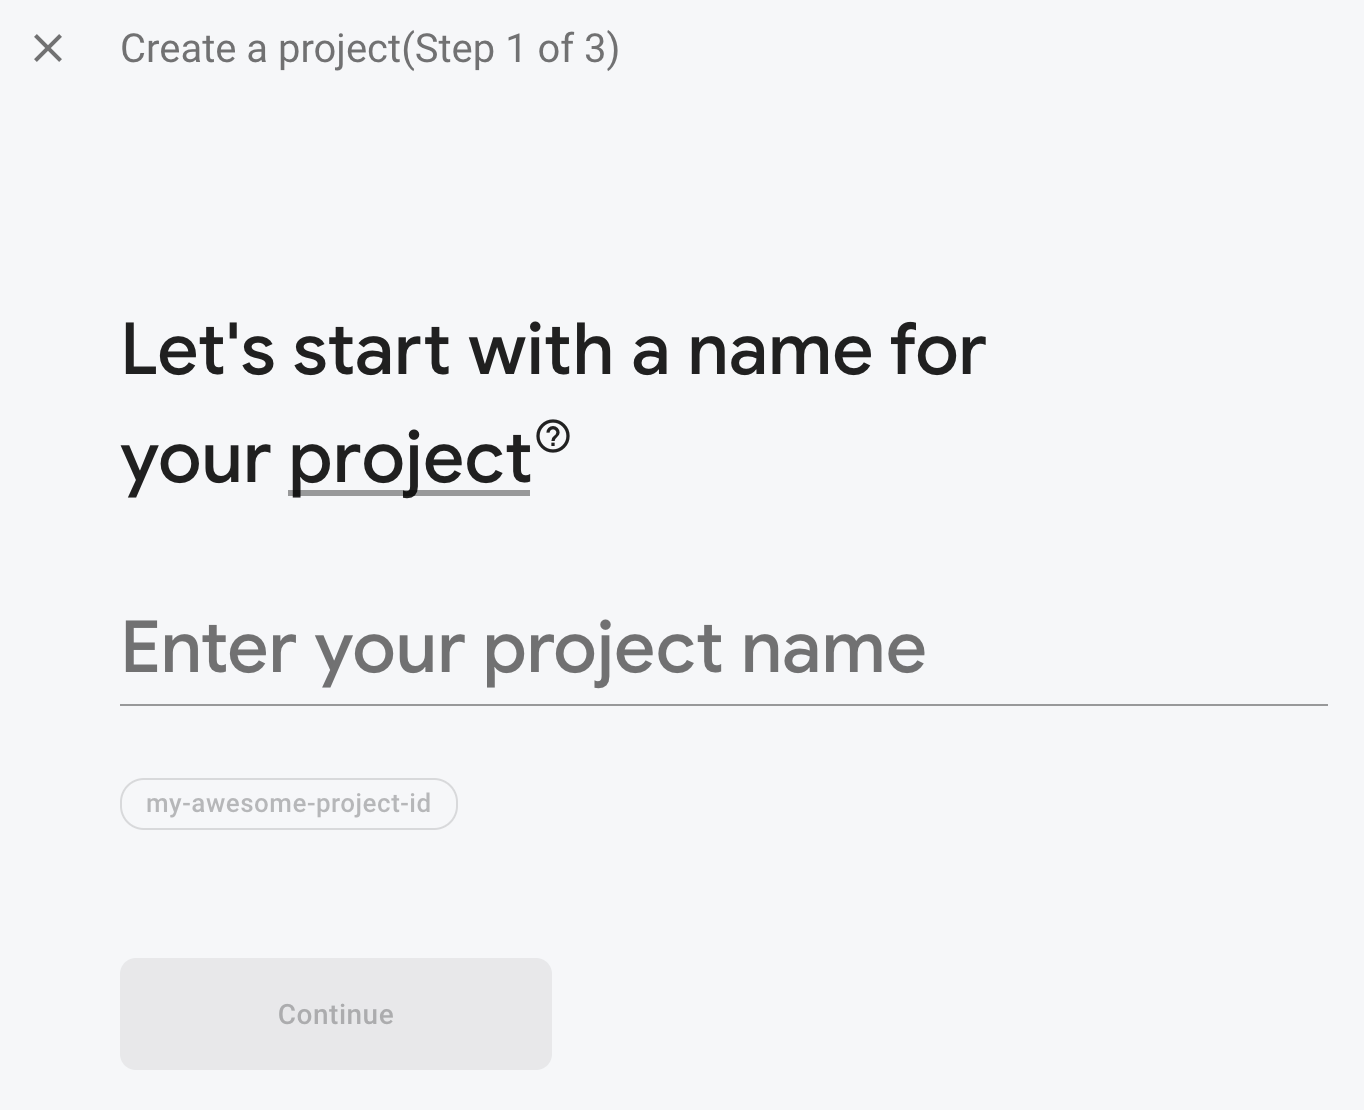 Create a project(Step 1 of 3)
Let's start with a name for
your project
Enter your project name
my-awesome-project-id
Continue